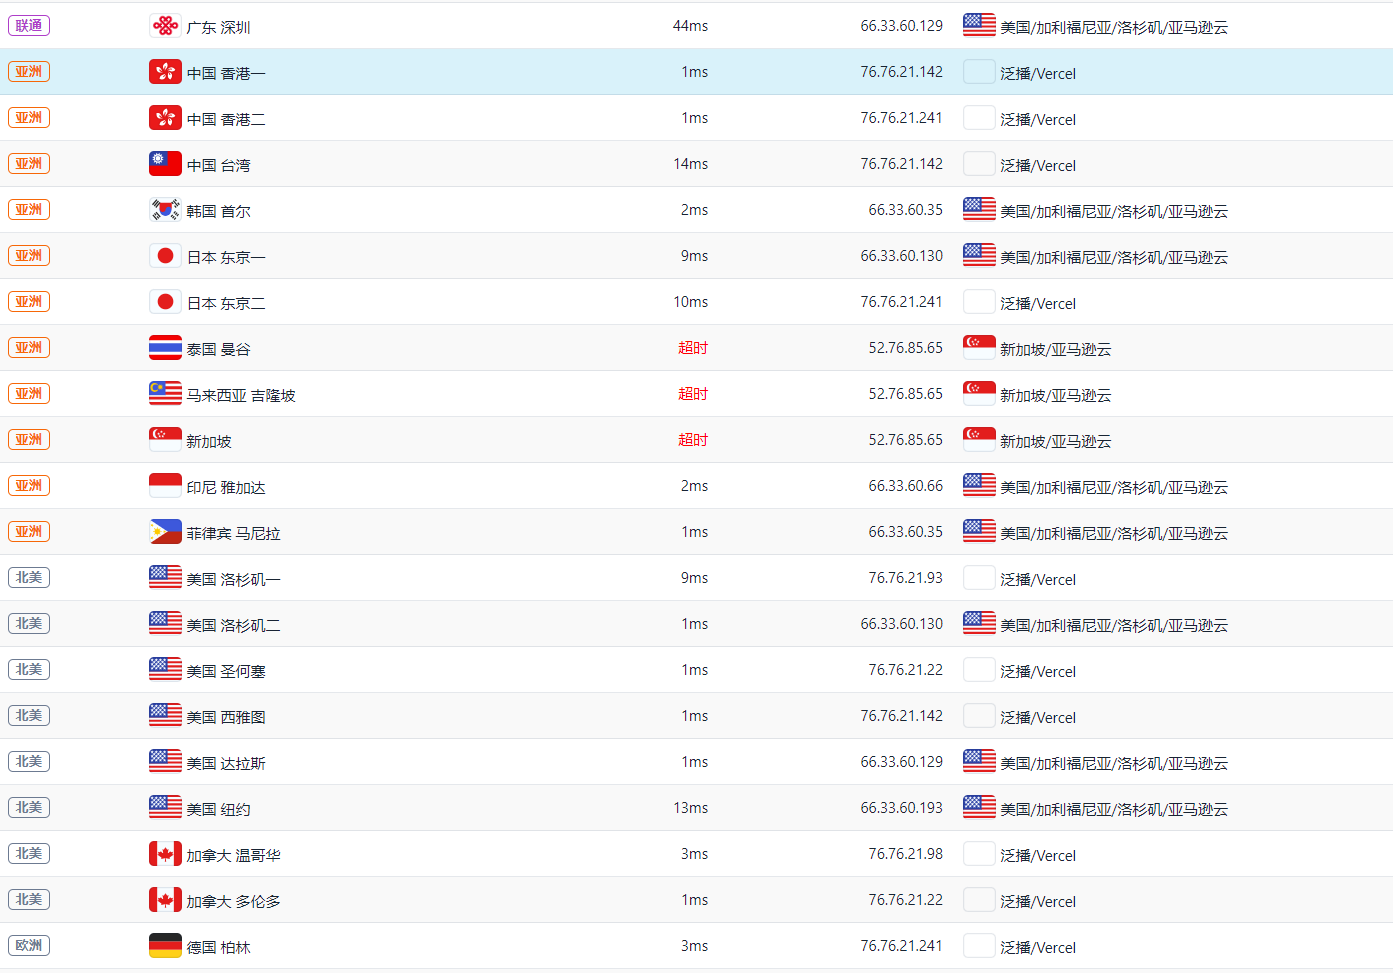 联通 广东 深圳 44ms 66.33.60.129 美国/加利福尼亚/洛杉矶/亚马逊云
亚洲 中国 香港一 1ms 76.76.21.142 泛播/Vercel
亚洲 中国 香港二 1ms 76.76.21.241 泛播/Vercel
亚洲 中国 台湾 14ms 76.76.21.142 泛播/Vercel
亚洲 韩国 首尔 2ms 66.33.60.35 美国/加利福尼亚/洛杉矶/亚马逊云
亚洲 日本 东京一 9ms 66.33.60.130 美国/加利福尼亚/洛杉矶/亚马逊云
亚洲 日本 东京二 10ms 76.76.21.241 泛播/Vercel
亚洲 泰国 曼谷 超时 52.76.85.65 新加坡/亚马逊云
亚洲 马来西亚 吉隆坡 超时 52.76.85.65 新加坡/亚马逊云
亚洲 新加坡 超时 52.76.85.65 新加坡/亚马逊云
亚洲 印尼 雅加达 2ms 66.33.60.66 美国/加利福尼亚/洛杉矶/亚马逊云
亚洲 菲律宾 马尼拉 1ms 66.33.60.35 美国/加利福尼亚/洛杉矶/亚马逊云
北美 美国 洛杉矶一 9ms 76.76.21.93 泛播/Vercel
北美 美国 洛杉矶二 1ms 66.33.60.130 美国/加利福尼亚/洛杉矶/亚马逊云
北美 美国 圣何塞 1ms 76.76.21.22 泛播/Vercel
北美 美国 西雅图 1ms 76.76.21.142 泛播/Vercel
北美 美国 达拉斯 1ms 66.33.60.129 美国/加利福尼亚/洛杉矶/亚马逊云
北美 美国 纽约 13ms 66.33.60.193 美国/加利福尼亚/洛杉矶/亚马逊云
北美 加拿大 温哥华 3ms 76.76.21.98 泛播/Vercel
北美 加拿大 多伦多 1ms 76.76.21.22 泛播/Vercel
欧洲 德国 柏林 3ms 76.76.21.241 泛播/Vercel